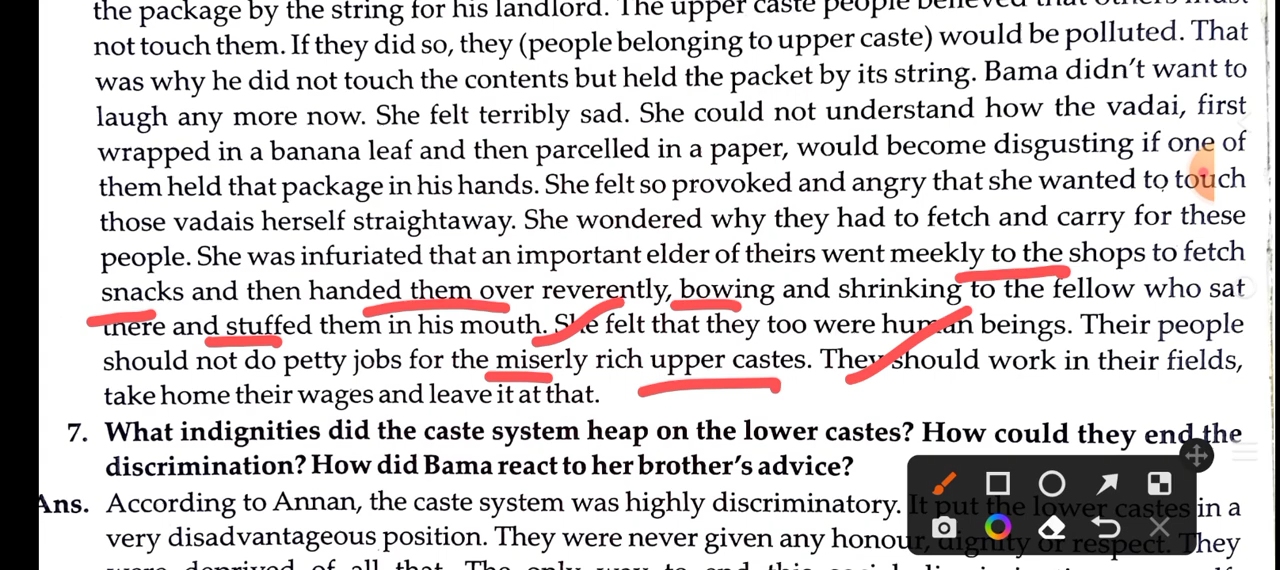 the package by the string for his landlord. The upper caste people believed that others must
not touch them. If they did so, they (people belonging to upper caste) would be polluted. That
was why he did not touch the contents but held the packet by its string. Bama didn't want to
laugh any more now. She felt terribly sad. She could not understand how the vadai, first
wrapped in a banana leaf and then parcelled in a paper, would become disgusting if one of
them held that package in his hands. She felt so provoked and angry that she wanted to touch
those vadais herself straightaway. She wondered why they had to fetch and carry for these
people. She was infuriated that an important elder of theirs went meekly to the shops to fetch
snacks and then handed them over reverently, bowing and shrinking to the fellow who sat
there and stuffed them in his mouth. She felt that they too were human beings. Their people
should not do petty jobs for the miserly rich upper castes. They should work in their fields,
take home their wages and leave it at that.
7. What indignities did the caste system heap on the lower castes? How could they end the
discrimination? How did Bama react to her brother's advice?
Ans. According to Annan, the caste system was highly discriminatory. It put the lower castes in a
very disadvantageous position. They were never given any honour, dignity or respect. They
were deprived of all that. The only way to end this social